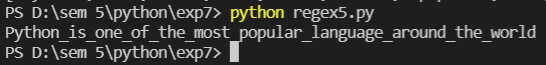 PS D:\sem 5\python\exp7> python regex5.py
Python_is_one_of_the_most_popular_language_around_the_world
PS D:\sem 5\python\exp7>